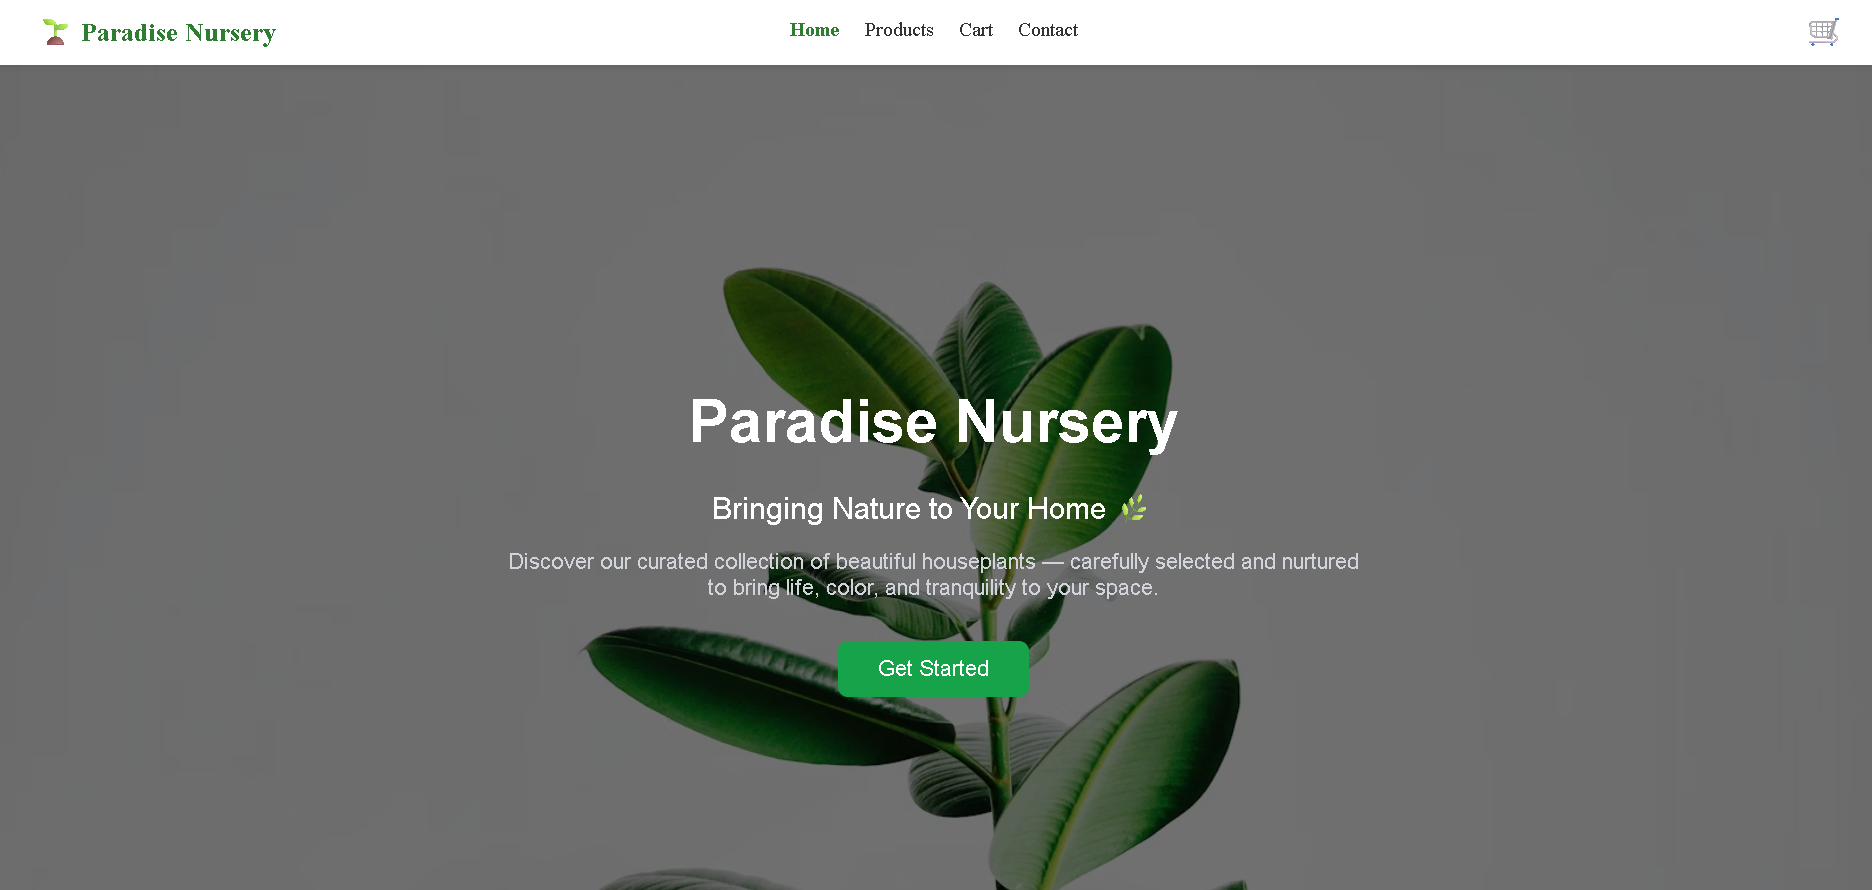 Paradise Nursery
Home Products Cart Contact
Paradise Nursery
Bringing Nature to Your Home
Discover our curated collection of beautiful houseplants — carefully selected and nurtured
to bring life, color, and tranquility to your space.
Get Started